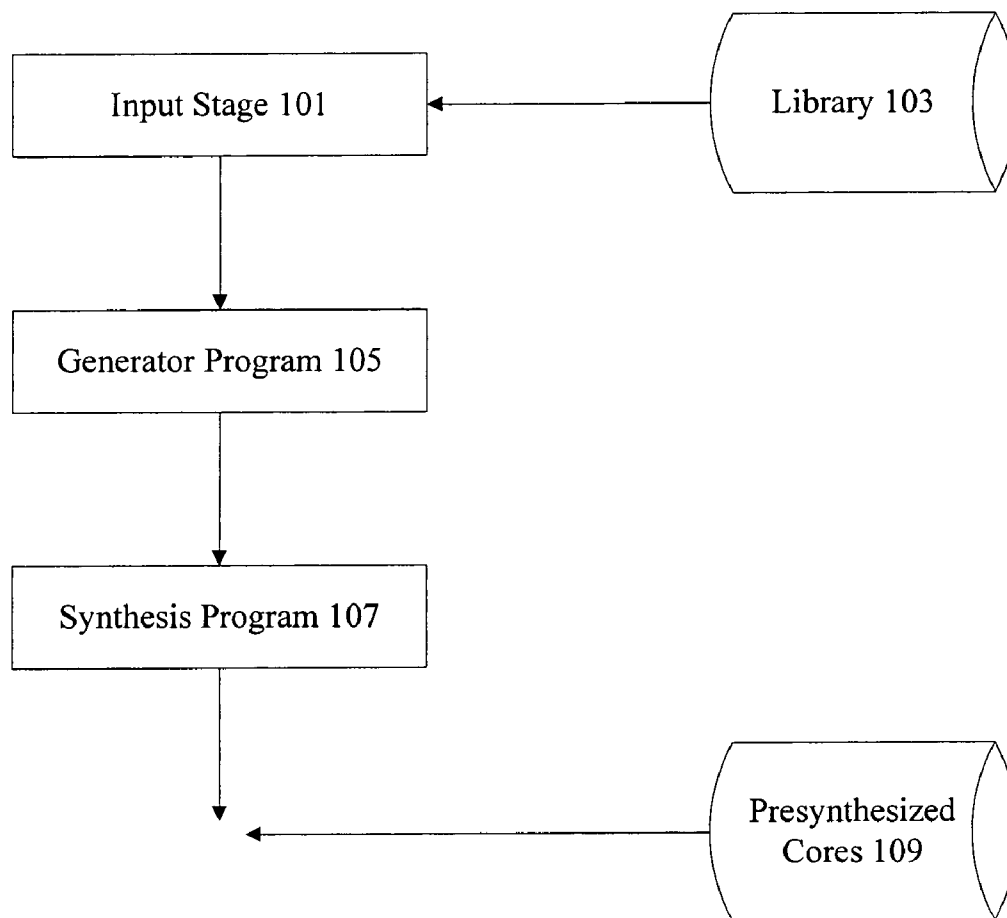 Input Stage 101
Library 103
Generator Program 105
Synthesis Program 107
Presynthesized
Cores 109